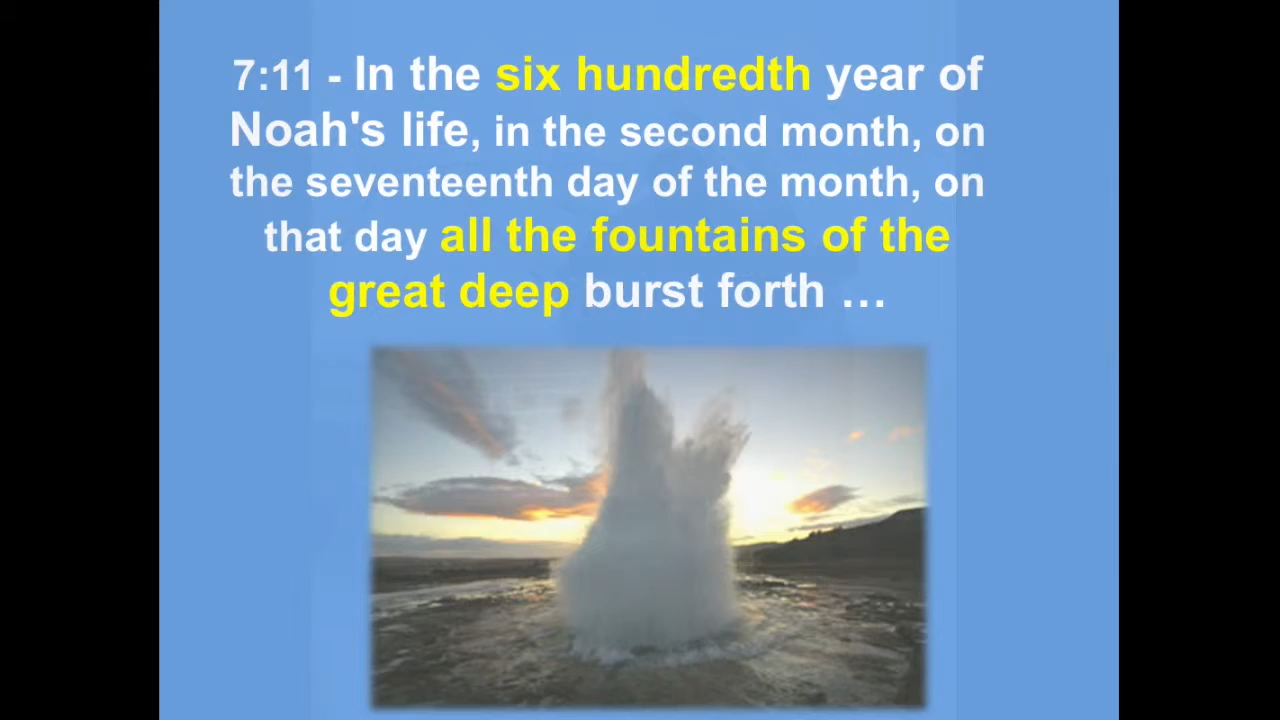 7:11 - In the six hundredth year of
Noah's life, in the second month, on
the seventeenth day of the month, on
that day all the fountains of the
great deep burst forth …